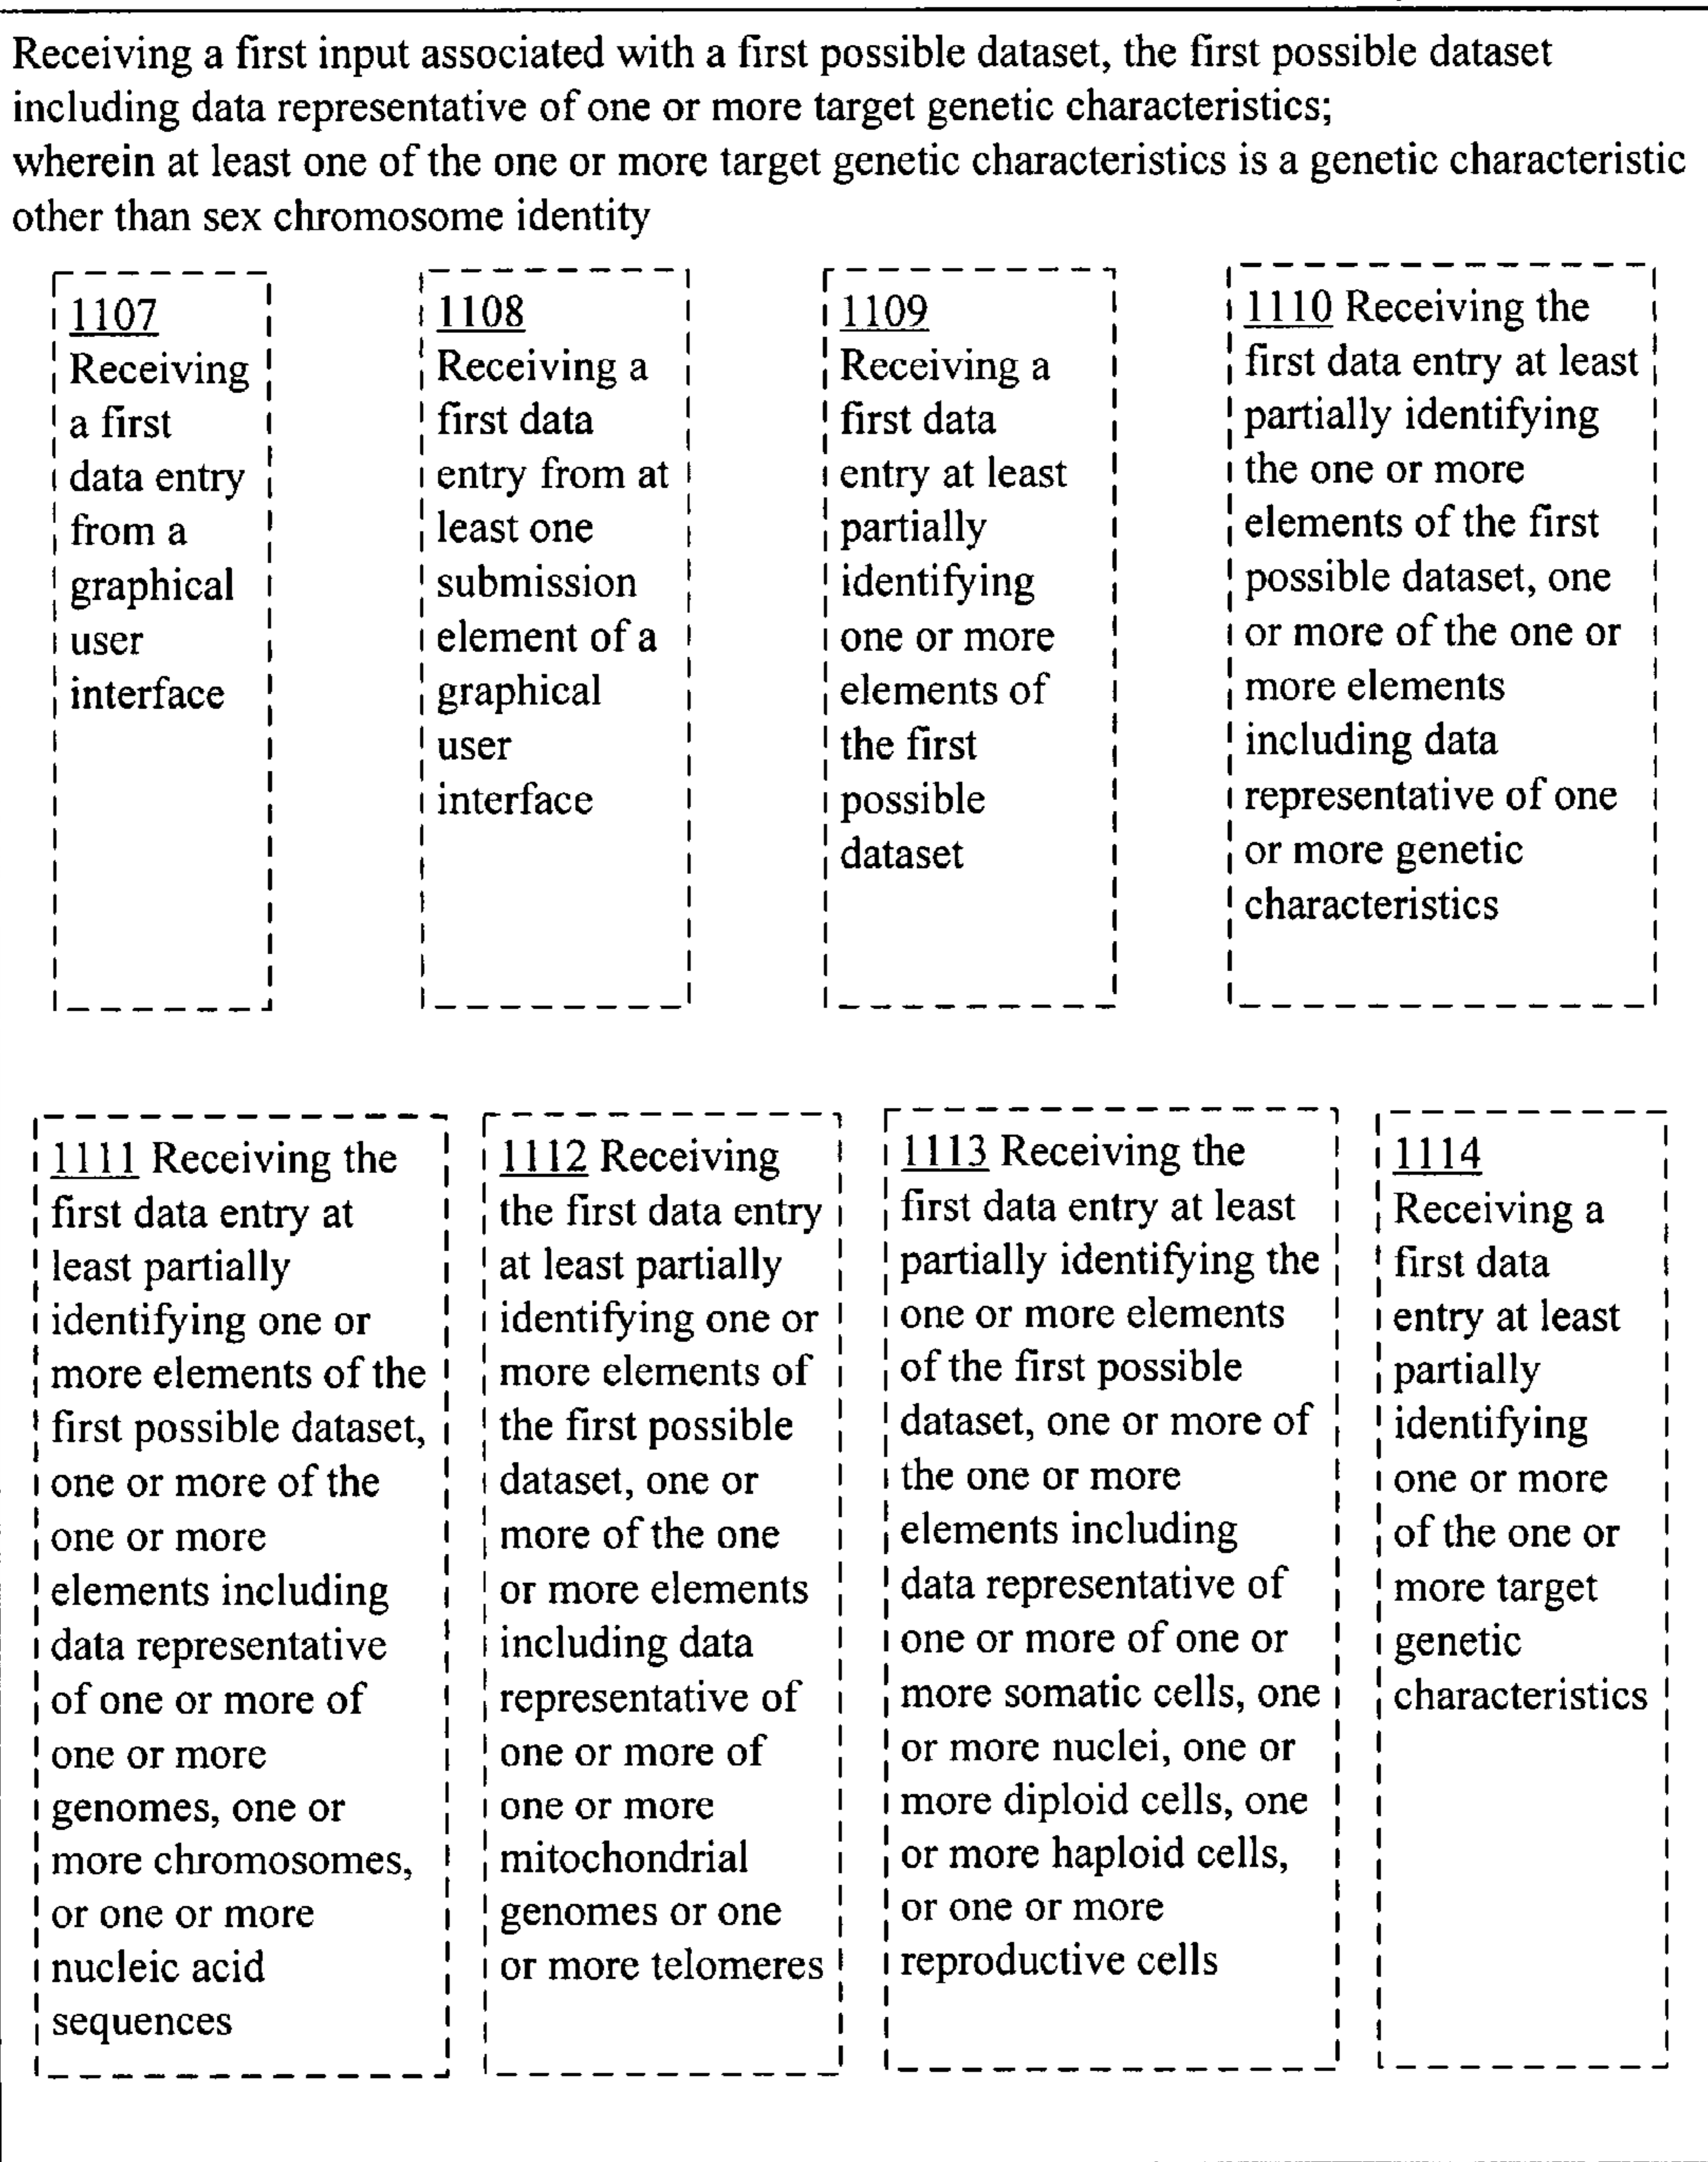 Receiving a first input associated with a first possible dataset, the first possible dataset
including data representative of one or more target genetic characteristics;
wherein at least one of the one or more target genetic characteristics is a genetic characteristic
other than sex chromosome identity
1107
Receiving
a first
data entry
from a
graphical
user
interface
1108
Receiving a
first data
entry from at
least one
submission
element of a
graphical
user
interface
1109
Receiving a
first data
entry at least
partially
identifying
one or more
elements of
the first
possible
dataset
1110 Receiving the
first data entry at least
partially identifying
the one or more
elements of the first
possible dataset, one
or more of the one or
more elements
including data
representative of one
or more genetic
characteristics
1111 Receiving the
first data entry at
least partially
identifying one or
more elements of the
first possible dataset,
one or more of the
one or more
elements including
data representative
of one or more of
one or more
genomes, one or
more chromosomes,
or one or more
nucleic acid
sequences
1112 Receiving
the first data entry
at least partially
identifying one or
more elements of
the first possible
dataset, one or
more of the one
or more elements
including data
representative of
one or more of
one or more
mitochondrial
genomes or one
or more telomeres
1113 Receiving the
first data entry at least
partially identifying the
one or more elements
of the first possible
dataset, one or more of
the one or more
elements including
data representative of
one or more of one or
more somatic cells, one
or more nuclei, one or
more diploid cells, one
or more haploid cells,
or one or more
reproductive cells
1114
Receiving a
first data
entry at least
partially
identifying
one or more
of the one or
more target
genetic
characteristics